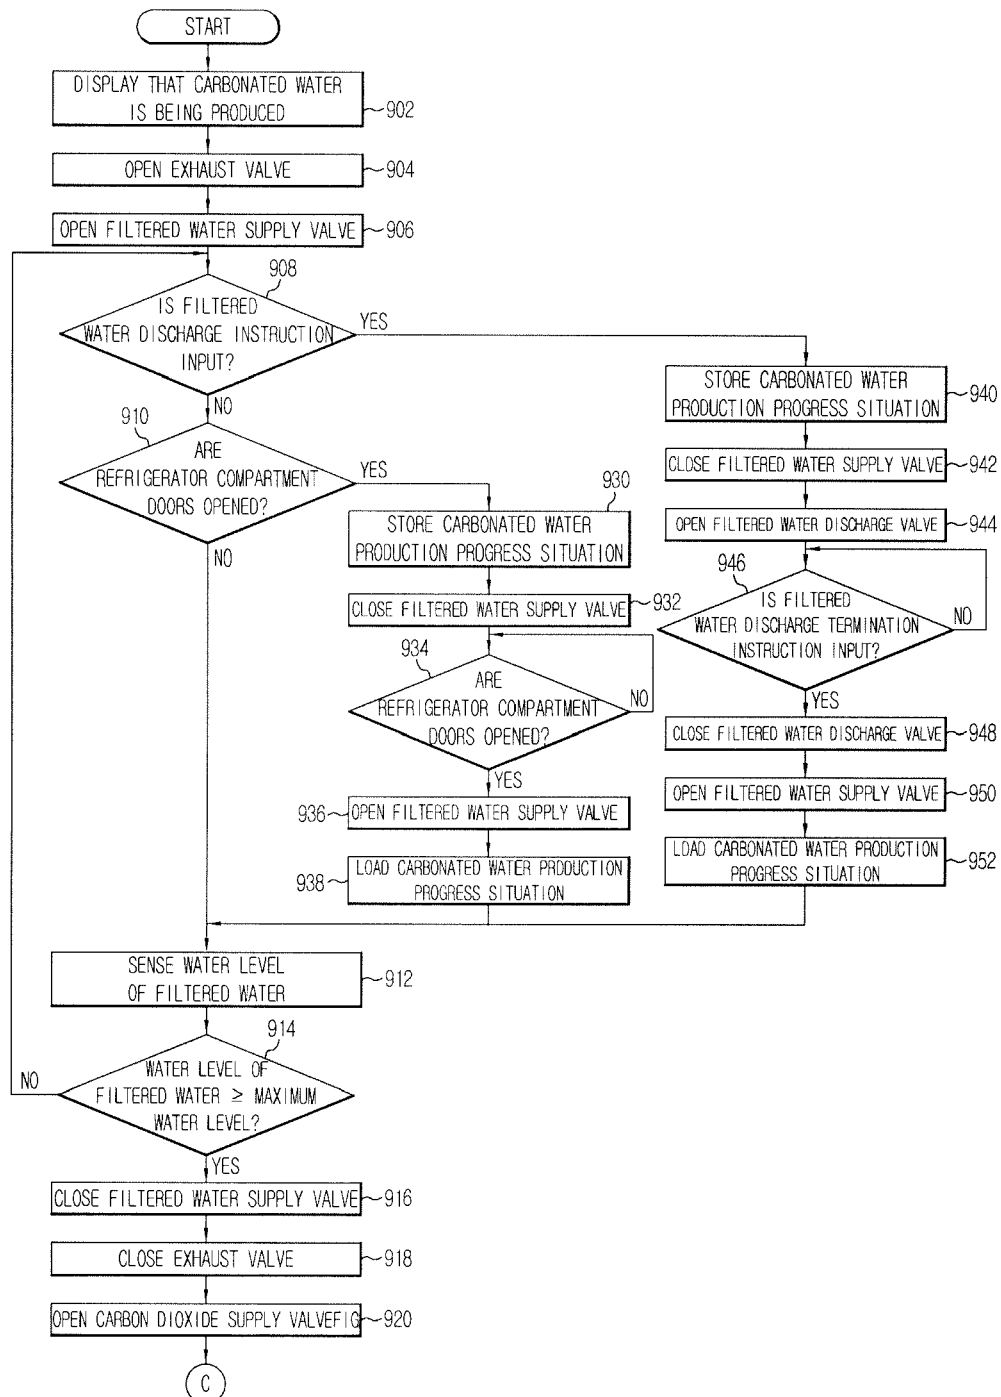 START
DISPLAY THAT CARBONATED WATER
IS BEING PRODUCED
902
OPEN EXHAUST VALVE
904
OPEN FILTERED WATER SUPPLY VALVE
906
908
IS FILTERED
WATER DISCHARGE INSTRUCTION
INPUT?
YES
NO
910
ARE
REFRIGERATOR COMPARTMENT
DOORS OPENED?
YES
NO
930
STORE CARBONATED WATER
PRODUCTION PROGRESS SITUATION
CLOSE FILTERED WATER SUPPLY VALVE
932
934
ARE
REFRIGERATOR COMPARTMENT
DOORS OPENED?
NO
YES
936
OPEN FILTERED WATER SUPPLY VALVE
938
LOAD CARBONATED WATER PRODUCTION
PROGRESS SITUATION
STORE CARBONATED WATER
PRODUCTION PROGRESS SITUATION
940
CLOSE FILTERED WATER SUPPLY VALVE
942
OPEN FILTERED WATER DISCHARGE VALVE
944
946
IS FILTERED
WATER DISCHARGE TERMINATION
INSTRUCTION INPUT?
NO
YES
CLOSE FILTERED WATER DISCHARGE VALVE
948
OPEN FILTERED WATER SUPPLY VALVE
950
LOAD CARBONATED WATER PRODUCTION
PROGRESS SITUATION
952
SENSE WATER LEVEL
OF FILTERED WATER
912
914
WATER LEVEL OF
FILTERED WATER ≥ MAXIMUM
WATER LEVEL?
NO
YES
CLOSE FILTERED WATER SUPPLY VALVE
916
CLOSE EXHAUST VALVE
918
OPEN CARBON DIOXIDE SUPPLY VALVEFIG
920
C